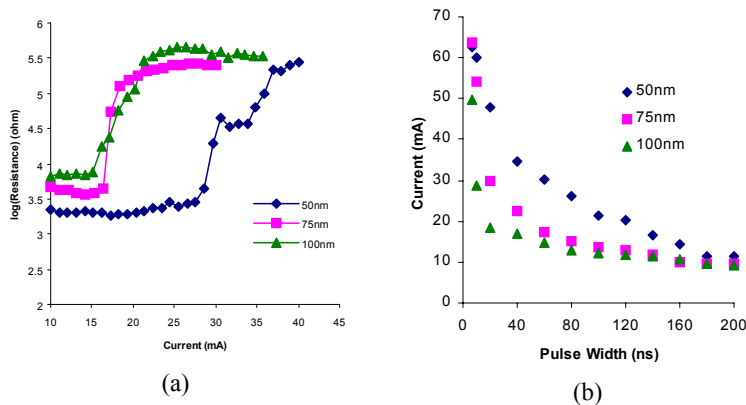 6
5.5
5
4.5
4
3.5
3
2.5
2
log(Resistance) (ohm)
10 15 20 25 30 35 40 45
Current (mA)
50nm
75nm
100nm
(a)
70
60
50
40
30
20
10
0
Current (mA)
0 40 80 120 160 200
Pulse Width (ns)
50nm
75nm
100nm
(b)